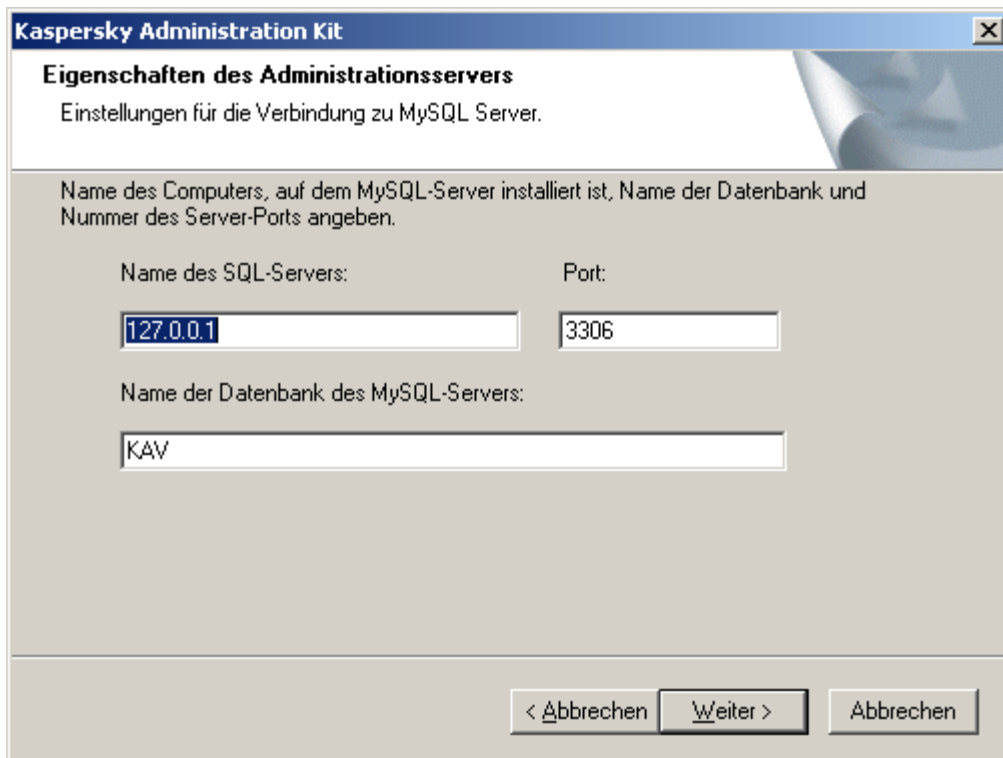 Kaspersky Administration Kit
Eigenschaften des Administrationsservers
Einstellungen für die Verbindung zu MySQL Server.
Name des Computers, auf dem MySQL-Server installiert ist, Name der Datenbank und
Nummer des Server-Ports angeben.
Name des SQL-Servers: Port:
127.0.0.1 3306
Name der Datenbank des MySQL-Servers:
KAV
< Abbrechen Weiter > Abbrechen